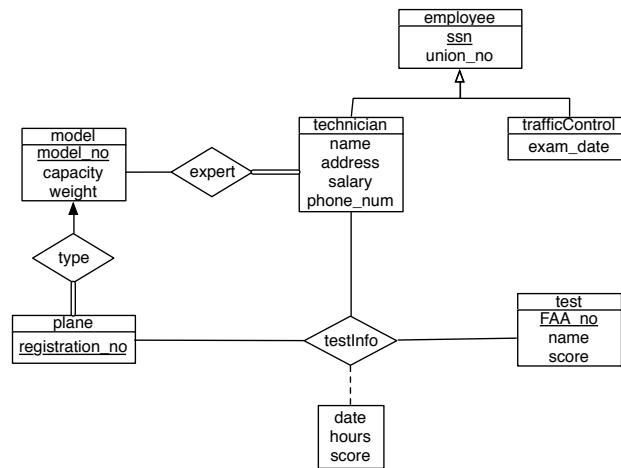 employee
ssn
union_no
technician
name
address
salary
phone_num
trafficControl
exam_date
model
model_no
capacity
weight
expert
type
plane
registration_no
testInfo
test
FAA_no
name
score
date
hours
score